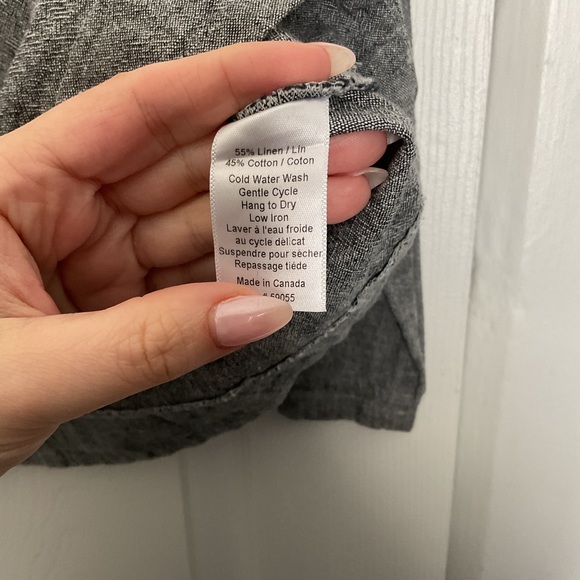 55% Linen / Lin
45% Cotton / Coton
Cold Water Wash
Gentle Cycle
Hang to Dry
Low Iron
Laver à l'eau froide
au cycle délicat
Suspendre pour sécher
Repassage tiède
Made in Canada
59055